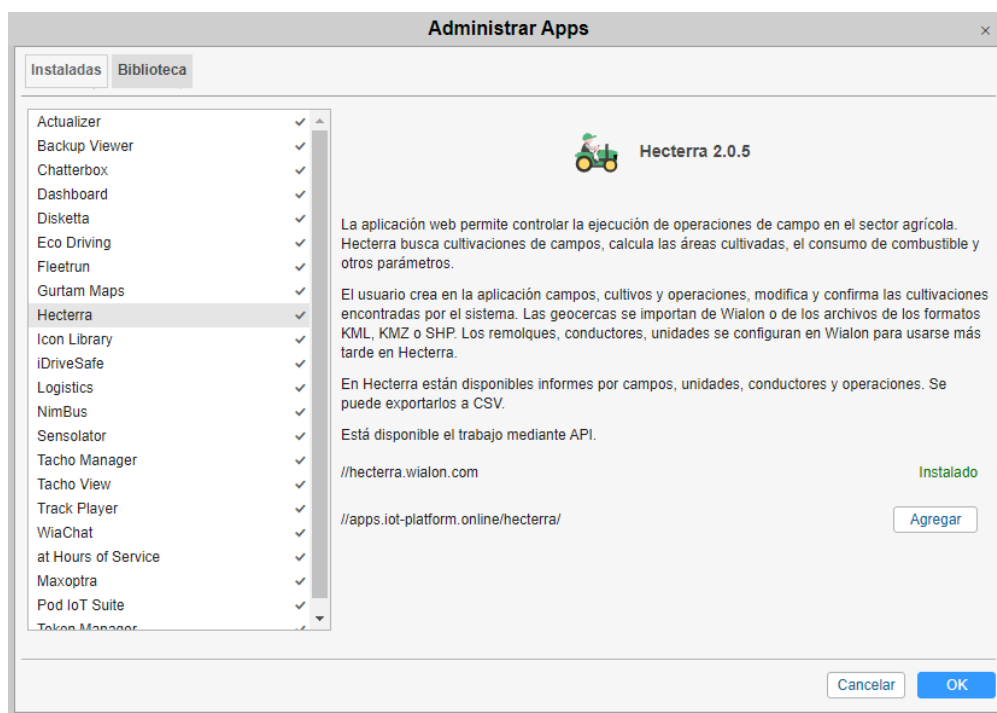 Administrar Apps
×
Instaladas Biblioteca
Actualizer
Backup Viewer
Chatterbox
Dashboard
Disketta
Eco Driving
Fleetrun
Gurtam Maps
Hecterra
Icon Library
iDriveSafe
Logistics
NimBus
Sensolator
Tacho Manager
Tacho View
Track Player
WiaChat
at Hours of Service
Maxoptra
Pod IoT Suite
Token Manager
Hecterra 2.0.5
La aplicación web permite controlar la ejecución de operaciones de campo en el sector agrícola.
Hecterra busca cultivaciones de campos, calcula las áreas cultivadas, el consumo de combustible y
otros parámetros.
El usuario crea en la aplicación campos, cultivos y operaciones, modifica y confirma las cultivaciones
encontradas por el sistema. Las geocercas se importan de Wialon o de los archivos de los formatos
KML, KMZ o SHP. Los remolques, conductores, unidades se configuran en Wialon para usarse más
tarde en Hecterra.
En Hecterra están disponibles informes por campos, unidades, conductores y operaciones. Se
puede exportarlos a CSV.
Está disponible el trabajo mediante API.
//hecterra.wialon.com Instalado
//apps.iot-platform.online/hecterra/ Agregar
Cancelar OK